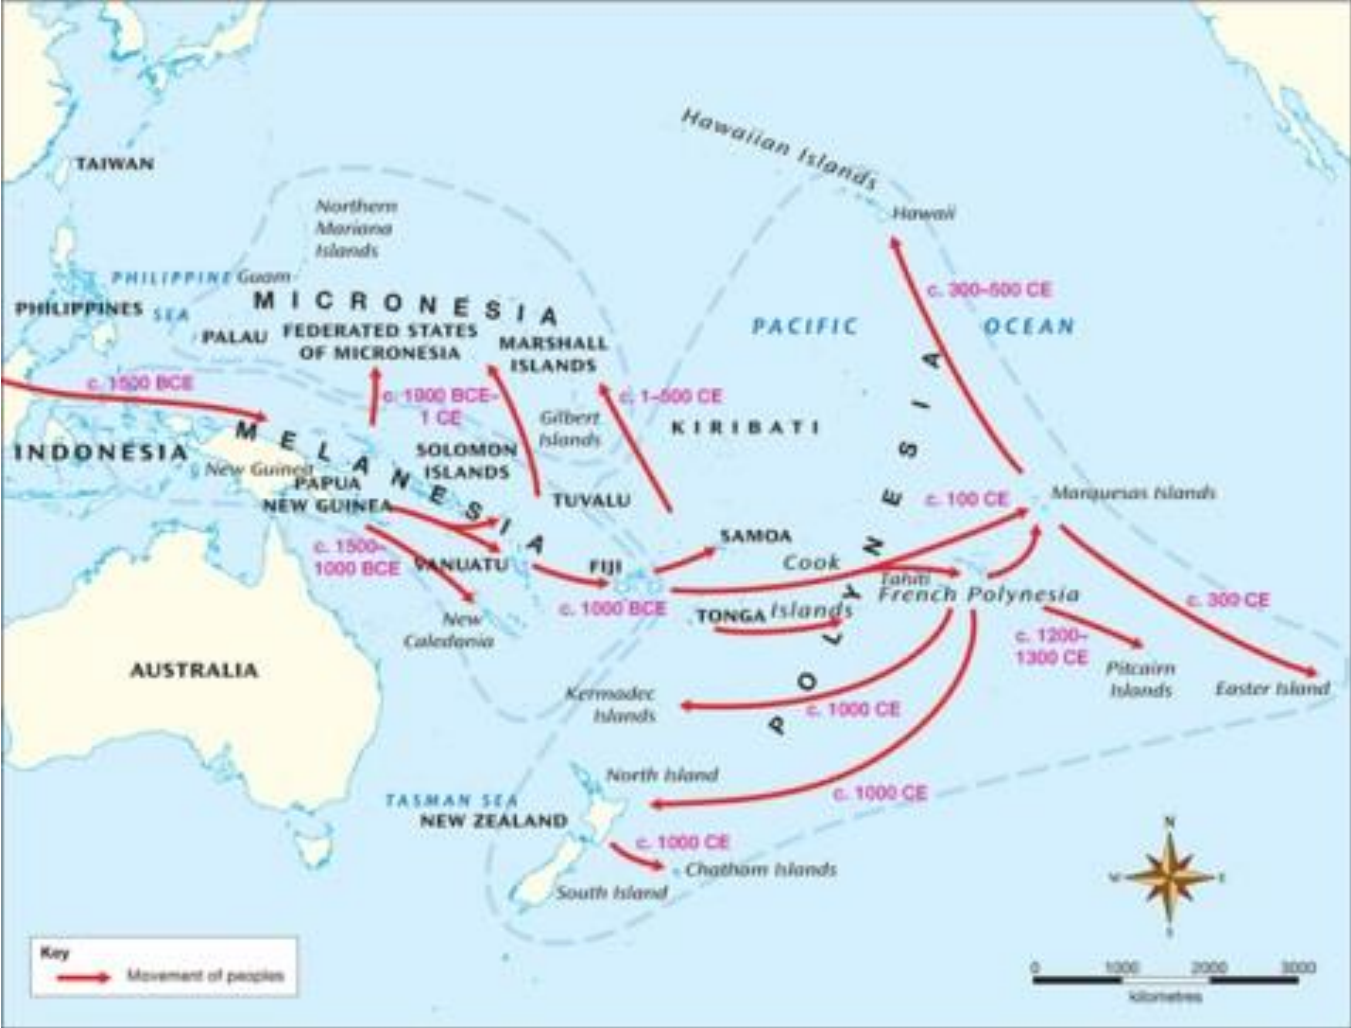 TAIWAN
Hawaiian Islands
Hawaii
Northern
Mariana
Islands
PHILIPPINE
SEA
Guam
PHILIPPINES
MICRONESIA
PALAU
FEDERATED STATES
OF MICRONESIA
MARSHALL
ISLANDS
c. 300–500 CE
PACIFIC OCEAN
c. 1500 BCE
c. 1000 BCE–
1 CE
c. 1–500 CE
Gilbert
Islands
KIRIBATI
INDONESIA
MELANESIA
New Guinea
PAPUA
NEW GUINEA
SOLOMON
ISLANDS
TUVALU
c. 100 CE
Marquesas Islands
POLYNESIA
c. 1500–
1000 BCE
VANUATU
FIJI
SAMOA
Cook
Islands
Tahiti
French Polynesia
c. 1000 BCE
TONGA
New
Caledonia
c. 300 CE
c. 1200–
1300 CE
Pitcairn
Islands
Easter Island
AUSTRALIA
Kermadec
Islands
c. 1000 CE
North Island
c. 1000 CE
TASMAN SEA
NEW ZEALAND
c. 1000 CE
Chatham Islands
South Island
N
W
E
S
Key
Movement of peoples
0 1000 2000 3000
kilometres